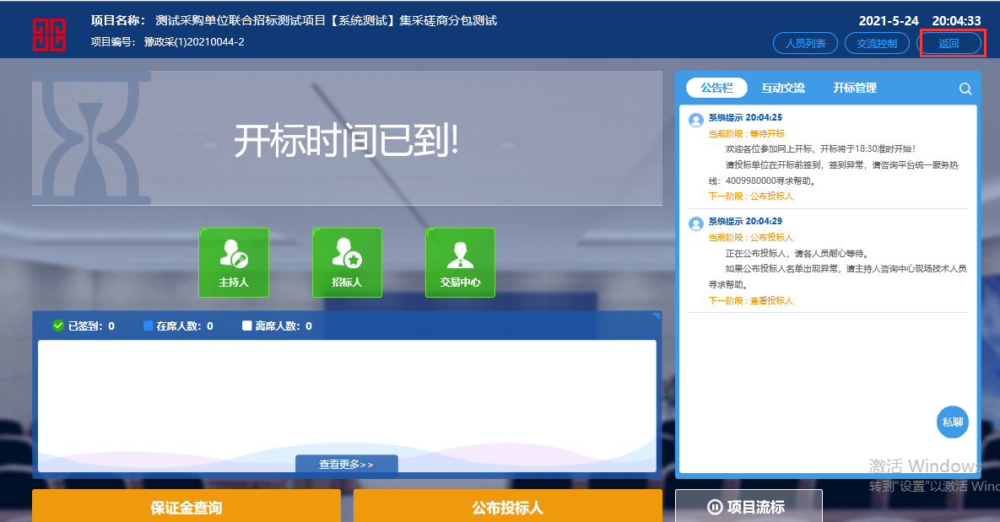 项目名称： 测试采购单位联合招标测试项目【系统测试】集采磋商分包测试
2021-5-24 20:04:33
项目编号： 豫政采(1)20210044-2
人员列表
交流控制
返回
开标时间已到!
主持人
招标人
交易中心
已签到：0
在席人数：0
离席人数：0
查看更多>>
保证金查询
公布投标人
公告栏
互动交流
开标管理
系统提示 20:04:25
当前阶段 : 等待开标
欢迎各位参加网上开标，开标将于18:30准时开始！
请投标单位在开标前签到，签到异常，请咨询平台统一服务热
线：4009980000寻求帮助。
下一阶段 : 公布投标人
系统提示 20:04:29
当前阶段 : 公布投标人
正在公布投标人，请各人员耐心等待。
如果公布投标人名单出现异常，请主持人咨询中心现场技术人员
寻求帮助。
下一阶段 : 查看投标人
私聊
激活 Windows
转到"设置"以激活 Wind
项目流标